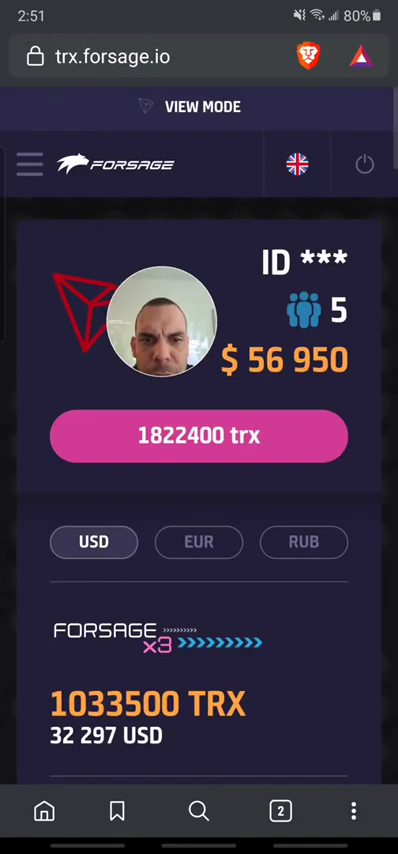 2:51
80%
trx.forsage.io
VIEW MODE
FORSAGE
ID ***
5
$ 56 950
1822400 trx
USD
EUR
RUB
FORSAGE
x3
1033500 TRX
32 297 USD
2